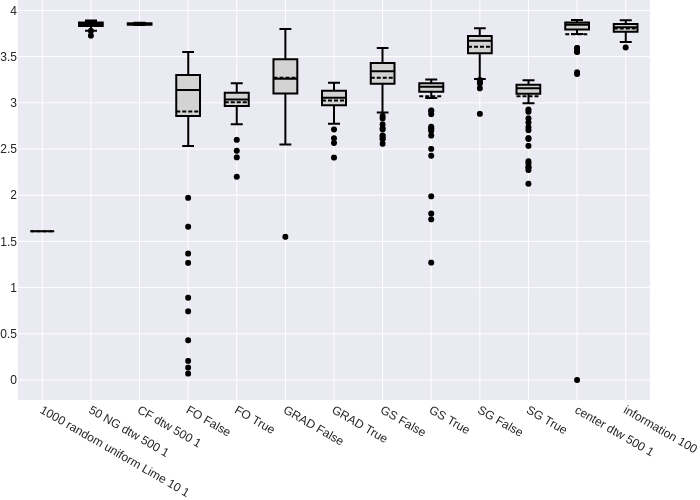 4
3.5
3
2.5
2
1.5
1
0.5
0
1000 random uniform Lime 10 1
50 NG dtw 500 1
CF dtw 500 1
FO False
FO True
GRAD False
GRAD True
GS False
GS True
SG False
SG True
center dtw 500 1
information 100